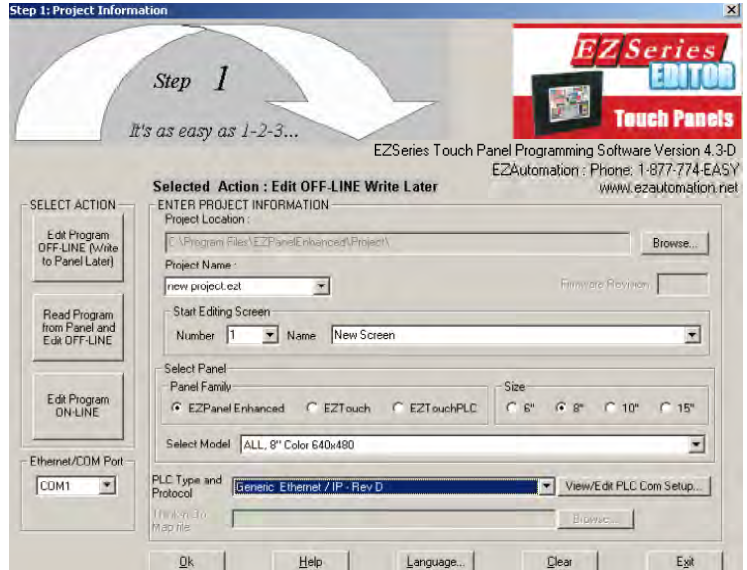 Step 1: Project Information
Step 1
It's as easy as 1-2-3...
EZSeries
EDITOR
Touch Panels
EZSeries Touch Panel Programming Software Version 4.3-D
EZAutomation : Phone: 1-877-774-EASY
www.ezautomation.net
Selected Action : Edit OFF-LINE Write Later
SELECT ACTION
Edit Program
OFF-LINE (Write
to Panel Later)
Read Program
from Panel and
Edit OFF-LINE
Edit Program
ON-LINE
Ethernet/COM Port
COM1
ENTER PROJECT INFORMATION
Project Location :
C:\Program Files\EZPanelEnhanced\Project\
Browse...
Project Name :
new project.ezt
Firmware Revision
Start Editing Screen
Number 1 Name New Screen
Select Panel
Panel Family
EZPanel Enhanced EZTouch EZTouchPLC
Size
6" 8" 10" 15"
Select Model ALL, 8" Color 640x480
PLC Type and
Protocol
Generic Ethernet / IP - Rev D
View/Edit PLC Com Setup...
Map file
Browse...
Ok Help Language... Clear Exit